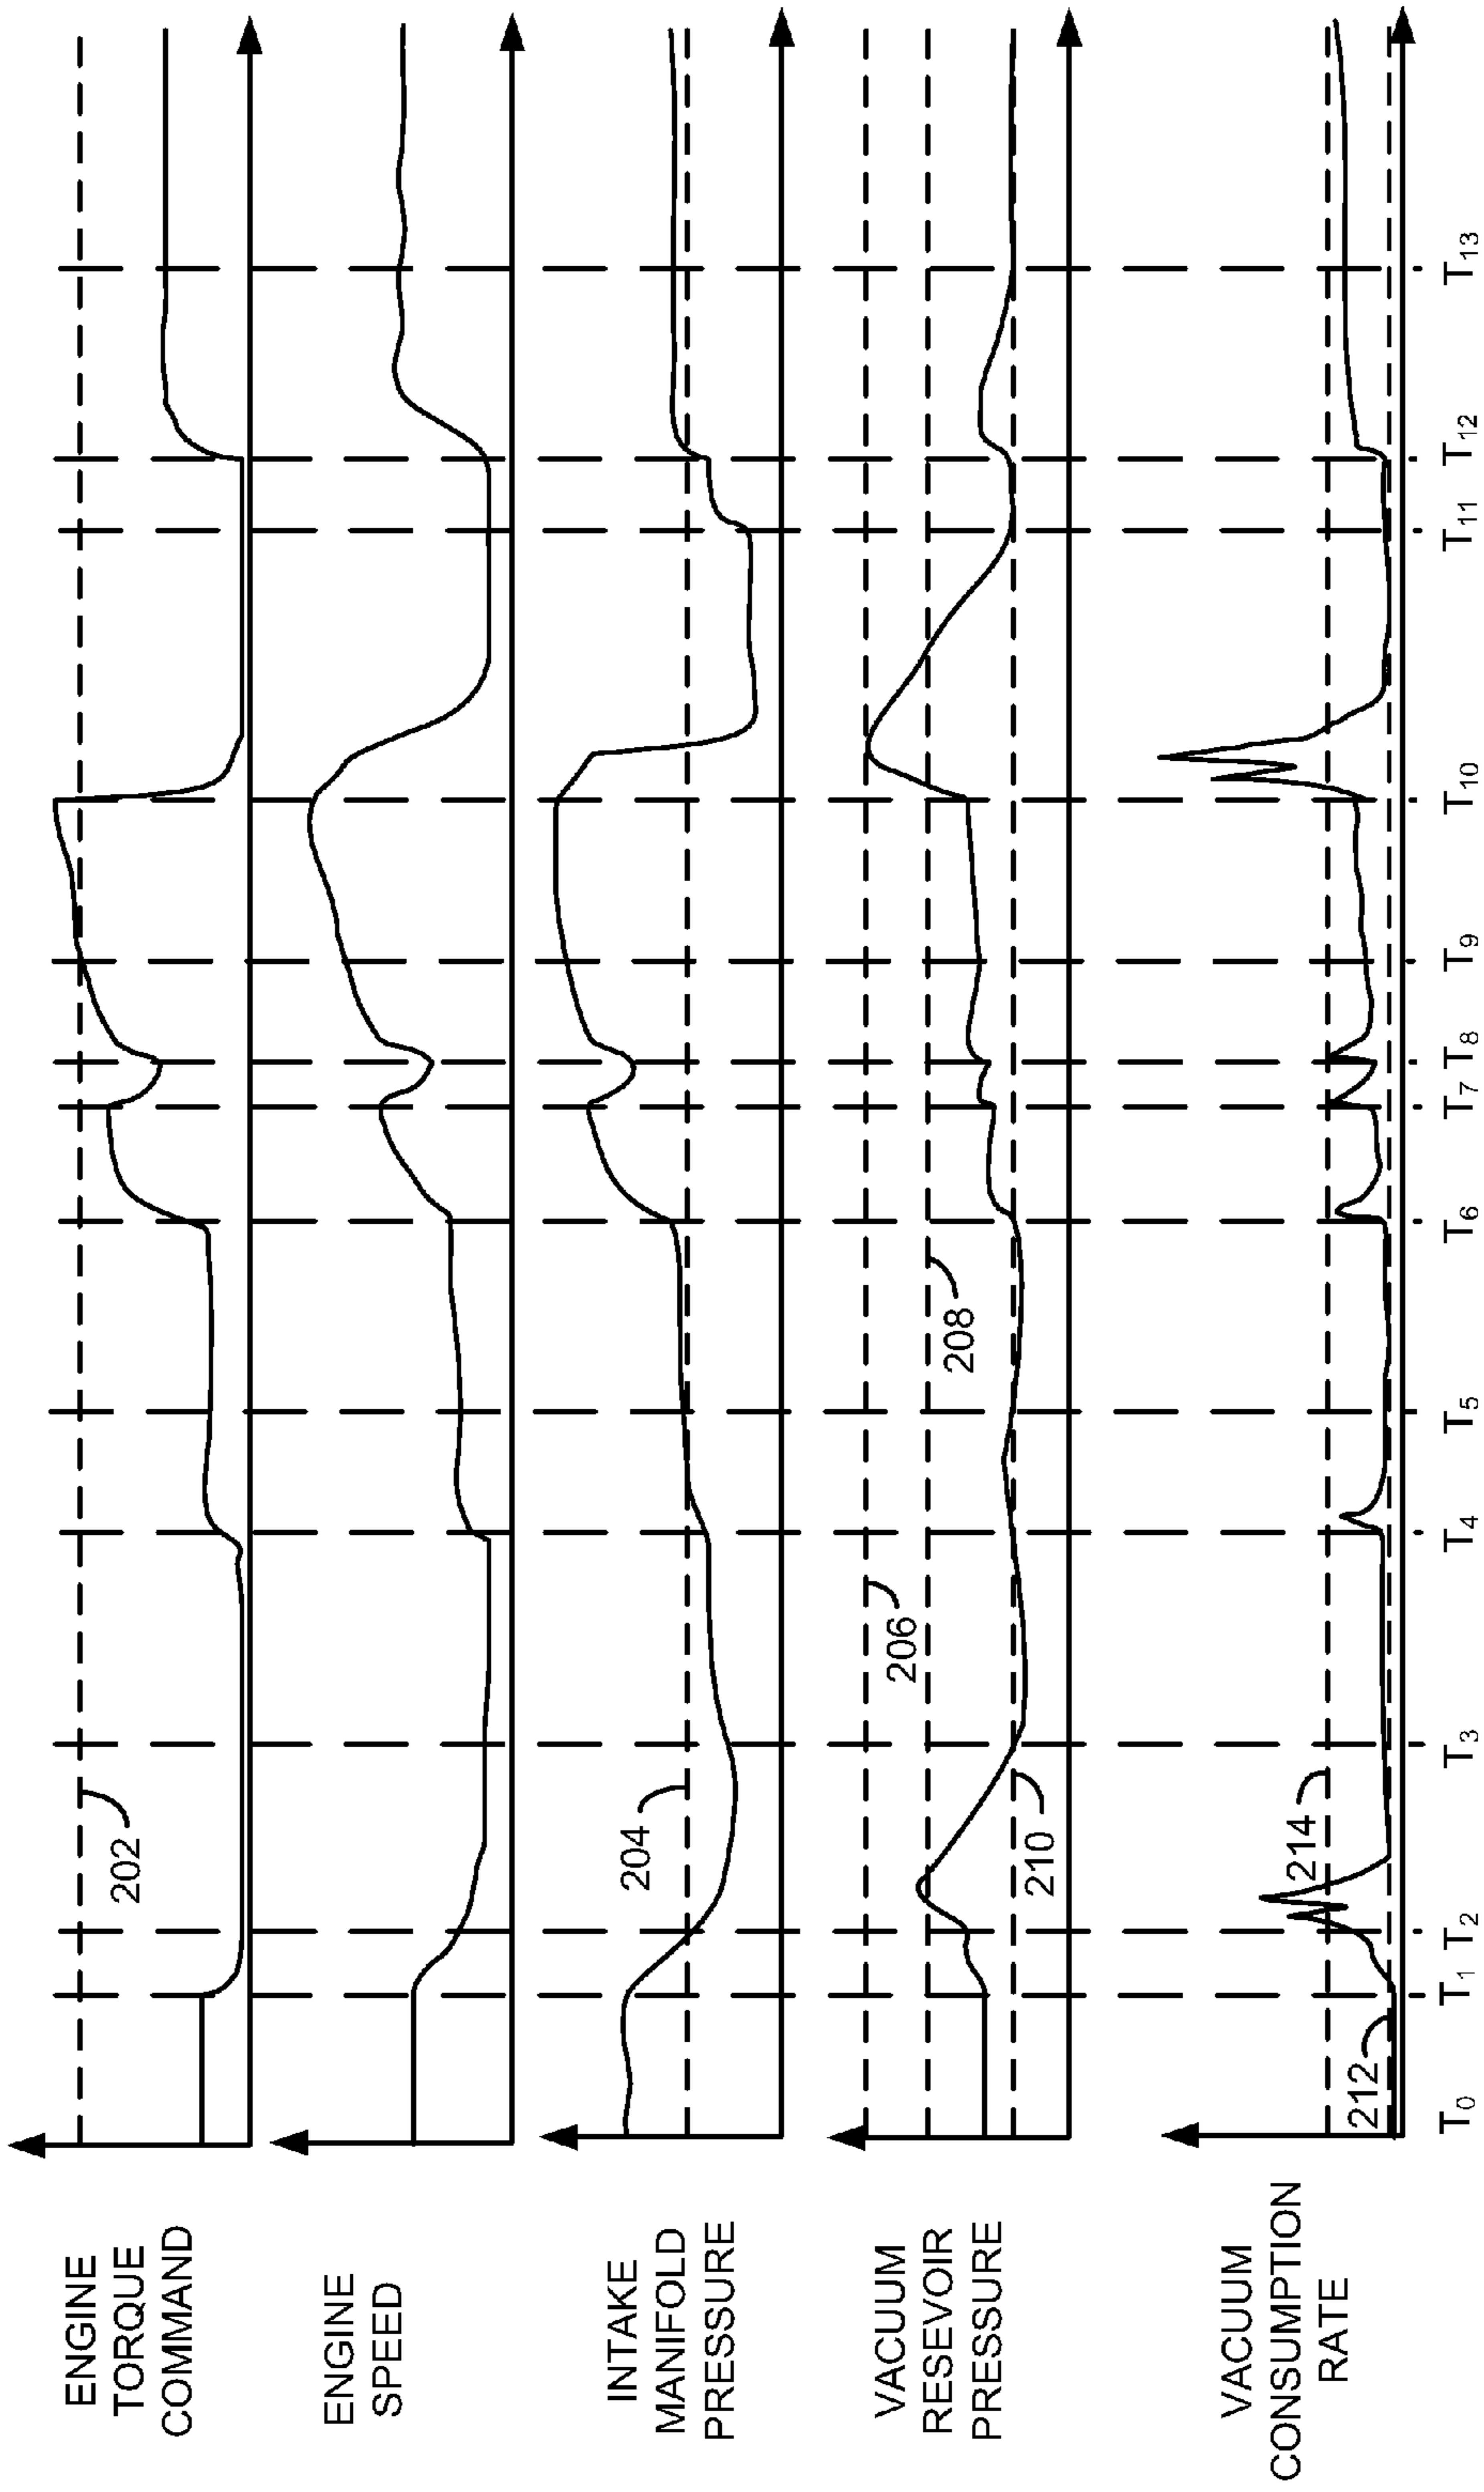 ENGINE
TORQUE
COMMAND
202
ENGINE
SPEED
INTAKE
MANIFOLD
PRESSURE
204
VACUUM
RESEVOIR
PRESSURE
206
208
210
VACUUM
CONSUMPTION
RATE
214
212
T0 T1 T2 T3 T4 T5 T6 T7 T8 T9 T10 T11 T12 T13